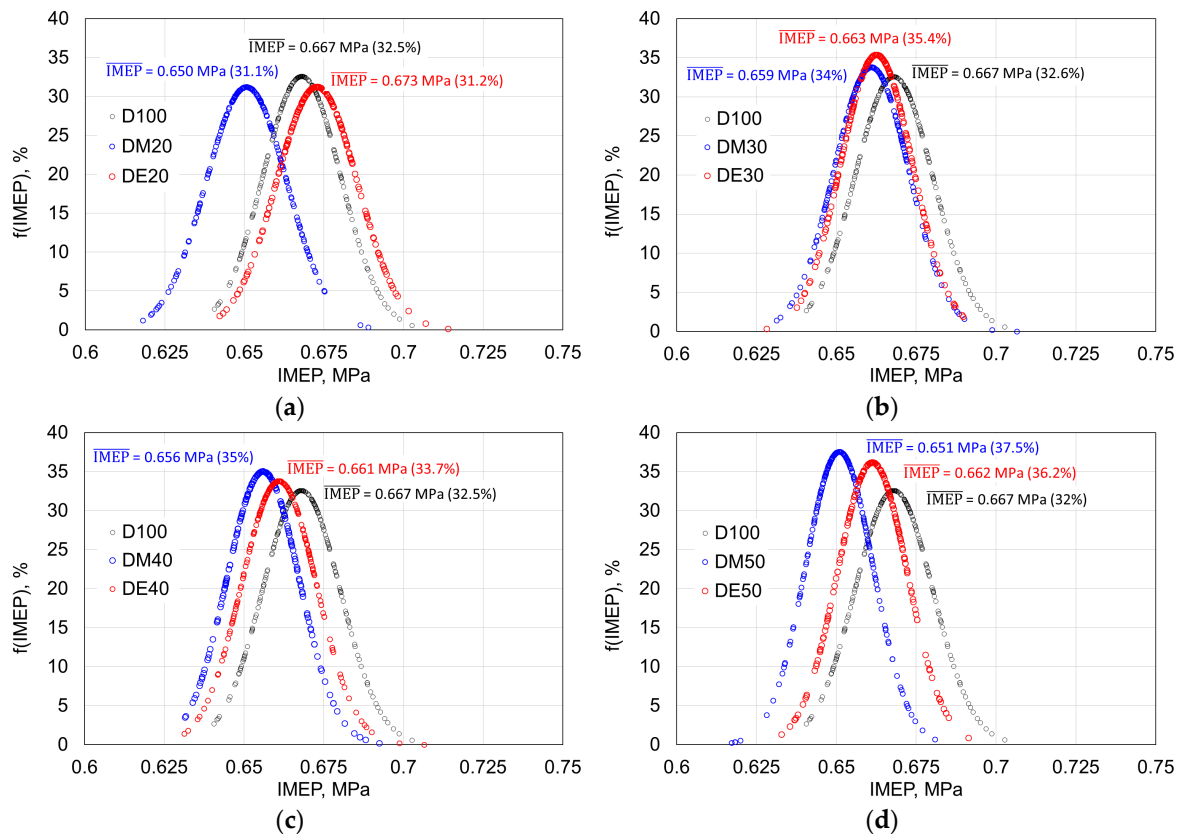 40
35
30
25
20
15
10
5
0
f(IMEP), %
IMEP = 0.667 MPa (32.5%)
IMEP = 0.650 MPa (31.1%)
IMEP = 0.673 MPa (31.2%)
D100
DM20
DE20
0.6 0.625 0.65 0.675 0.7 0.725 0.75
IMEP, MPa
(a)
40
35
30
25
20
15
10
5
0
f(IMEP), %
IMEP = 0.663 MPa (35.4%)
IMEP = 0.659 MPa (34%)
IMEP = 0.667 MPa (32.6%)
D100
DM30
DE30
0.6 0.625 0.65 0.675 0.7 0.725 0.75
IMEP, MPa
(b)
40
35
30
25
20
15
10
5
0
f(IMEP), %
IMEP = 0.656 MPa (35%)
IMEP = 0.661 MPa (33.7%)
IMEP = 0.667 MPa (32.5%)
D100
DM40
DE40
0.6 0.625 0.65 0.675 0.7 0.725 0.75
IMEP, MPa
(c)
40
35
30
25
20
15
10
5
0
f(IMEP), %
IMEP = 0.651 MPa (37.5%)
IMEP = 0.662 MPa (36.2%)
IMEP = 0.667 MPa (32%)
D100
DM50
DE50
0.6 0.625 0.65 0.675 0.7 0.725 0.75
IMEP, MPa
(d)